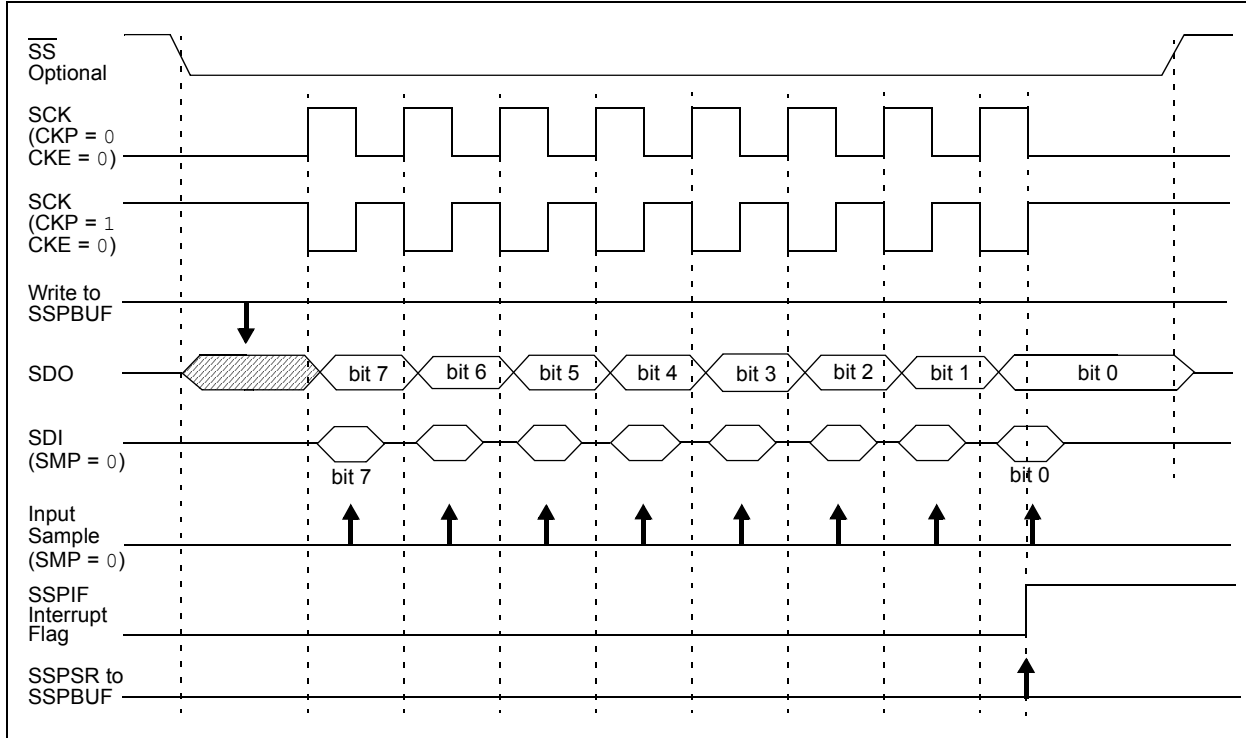 SS
Optional
SCK
(CKP = 0
CKE = 0)
SCK
(CKP = 1
CKE = 0)
Write to
SSPBUF
SDO
bit 7
bit 6
bit 5
bit 4
bit 3
bit 2
bit 1
bit 0
SDI
(SMP = 0)
bit 7
bit 0
Input
Sample
(SMP = 0)
SSPIF
Interrupt
Flag
SSPSR to
SSPBUF